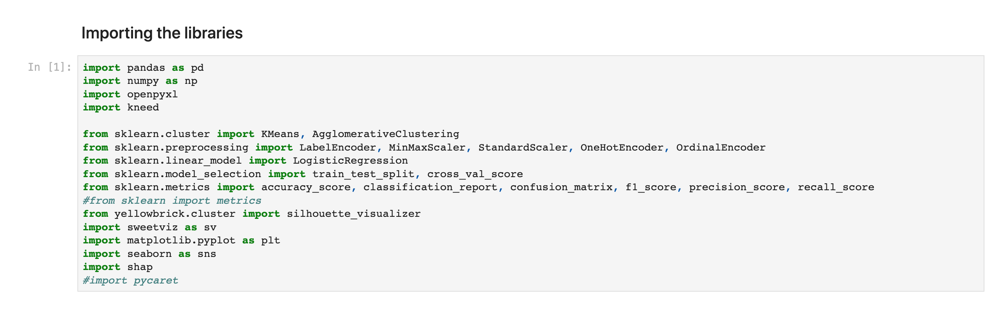 Importing the libraries
In [1]:
import pandas as pd
import numpy as np
import openpyxl
import kneed
from sklearn.cluster import KMeans, AgglomerativeClustering
from sklearn.preprocessing import LabelEncoder, MinMaxScaler, StandardScaler, OneHotEncoder, OrdinalEncoder
from sklearn.linear_model import LogisticRegression
from sklearn.model_selection import train_test_split, cross_val_score
from sklearn.metrics import accuracy_score, classification_report, confusion_matrix, f1_score, precision_score, recall_score
#from sklearn import metrics
from yellowbrick.cluster import silhouette_visualizer
import sweetviz as sv
import matplotlib.pyplot as plt
import seaborn as sns
import shap
#import pycaret